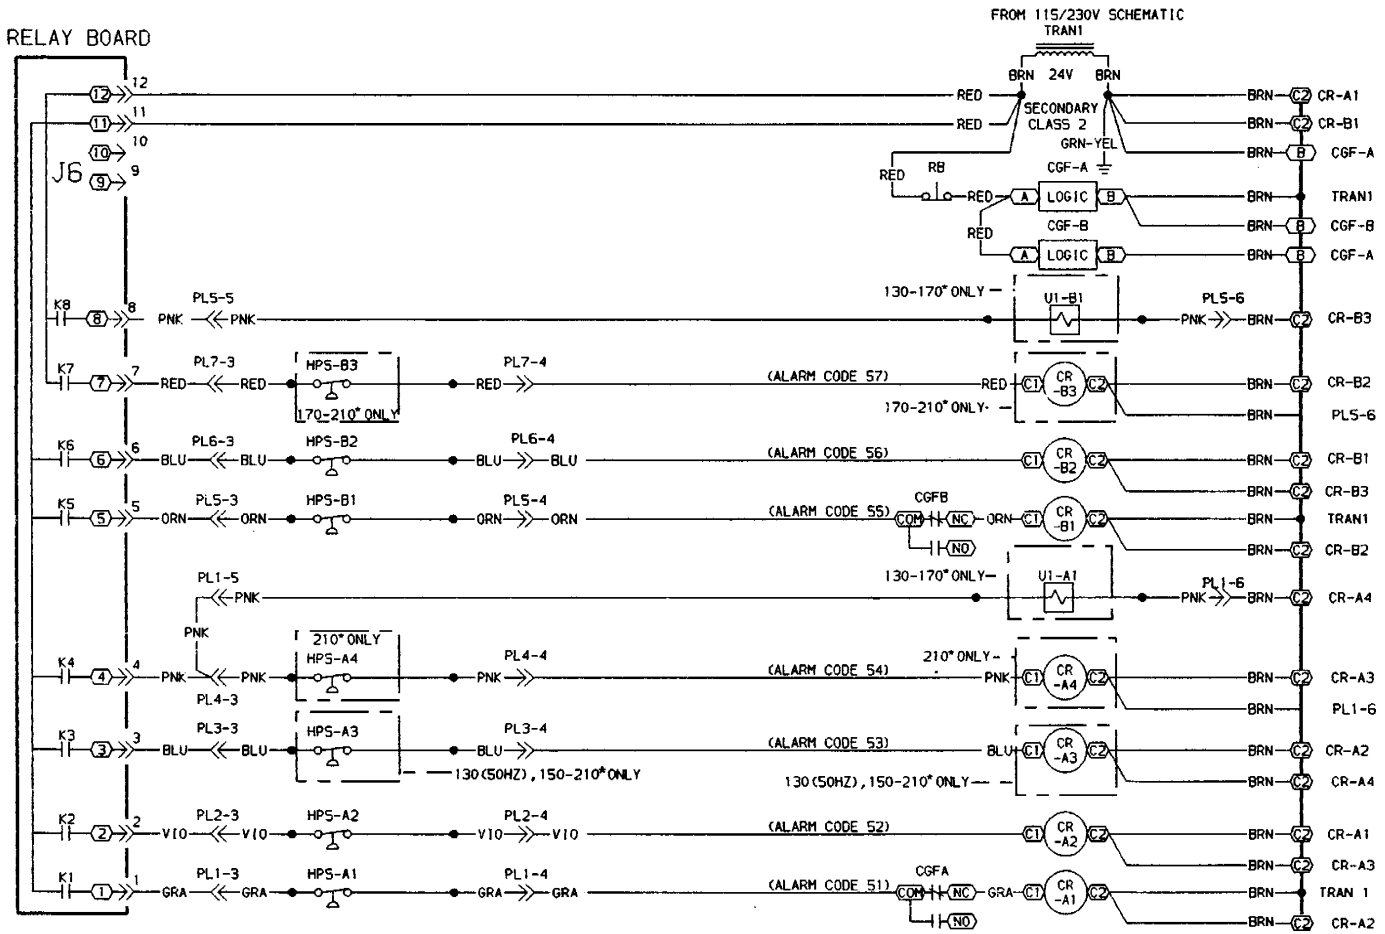 FROM 115/230V SCHEMATIC
TRAN1
RELAY BOARD
BRN 24V BRN
12 12 RED BRN C2 CR-A1
SECONDARY
CLASS 2
11 11 RED BRN C2 CR-B1
GRN-YEL
10 10 BRN B CGF-A
J6
9 9
RED RB CGF-A
RED A LOGIC B BRN TRAN1
RED CGF-B BRN B CGF-B
A LOGIC B BRN B CGF-A
130-170* ONLY
K8 8 8 PNK PL5-5 PNK U1-B1 PL5-6 PNK BRN C2 CR-B3
K7 7 7 RED PL7-3 RED HPS-B3 RED PL7-4 (ALARM CODE 57) RED C1 CR-B3 C2 BRN C2 CR-B2
170-210* ONLY 170-210* ONLY BRN PL5-6
K6 6 6 BLU PL6-3 BLU HPS-B2 BLU PL6-4 BLU (ALARM CODE 56) C1 CR-B2 C2 BRN C2 CR-B1
BRN C2 CR-B3
K5 5 5 ORN PL5-3 ORN HPS-B1 ORN PL5-4 ORN (ALARM CODE 55) CGFB COM NC ORN C1 CR-B1 C2 BRN TRAN1
NO BRN C2 CR-B2
130-170* ONLY
PL1-5 PNK U1-A1 PL1-6 PNK BRN C2 CR-A4
PNK
210* ONLY 210* ONLY
K4 4 4 PNK PL4-3 PNK HPS-A4 PNK PL4-4 (ALARM CODE 54) PNK C1 CR-A4 C2 BRN C2 CR-A3
BRN PL1-6
K3 3 3 BLU PL3-3 BLU HPS-A3 BLU PL3-4 (ALARM CODE 53) BLU C1 CR-A3 C2 BRN C2 CR-A2
130(50HZ),150-210* ONLY 130(50HZ),150-210* ONLY BRN C2 CR-A4
K2 2 2 VIO PL2-3 VIO HPS-A2 VIO PL2-4 VIO (ALARM CODE 52) C1 CR-A2 C2 BRN C2 CR-A1
BRN C2 CR-A3
K1 1 1 GRA PL1-3 GRA HPS-A1 GRA PL1-4 GRA (ALARM CODE 51) CGFA COM NC GRA C1 CR-A1 C2 BRN TRAN 1
NO BRN C2 CR-A2